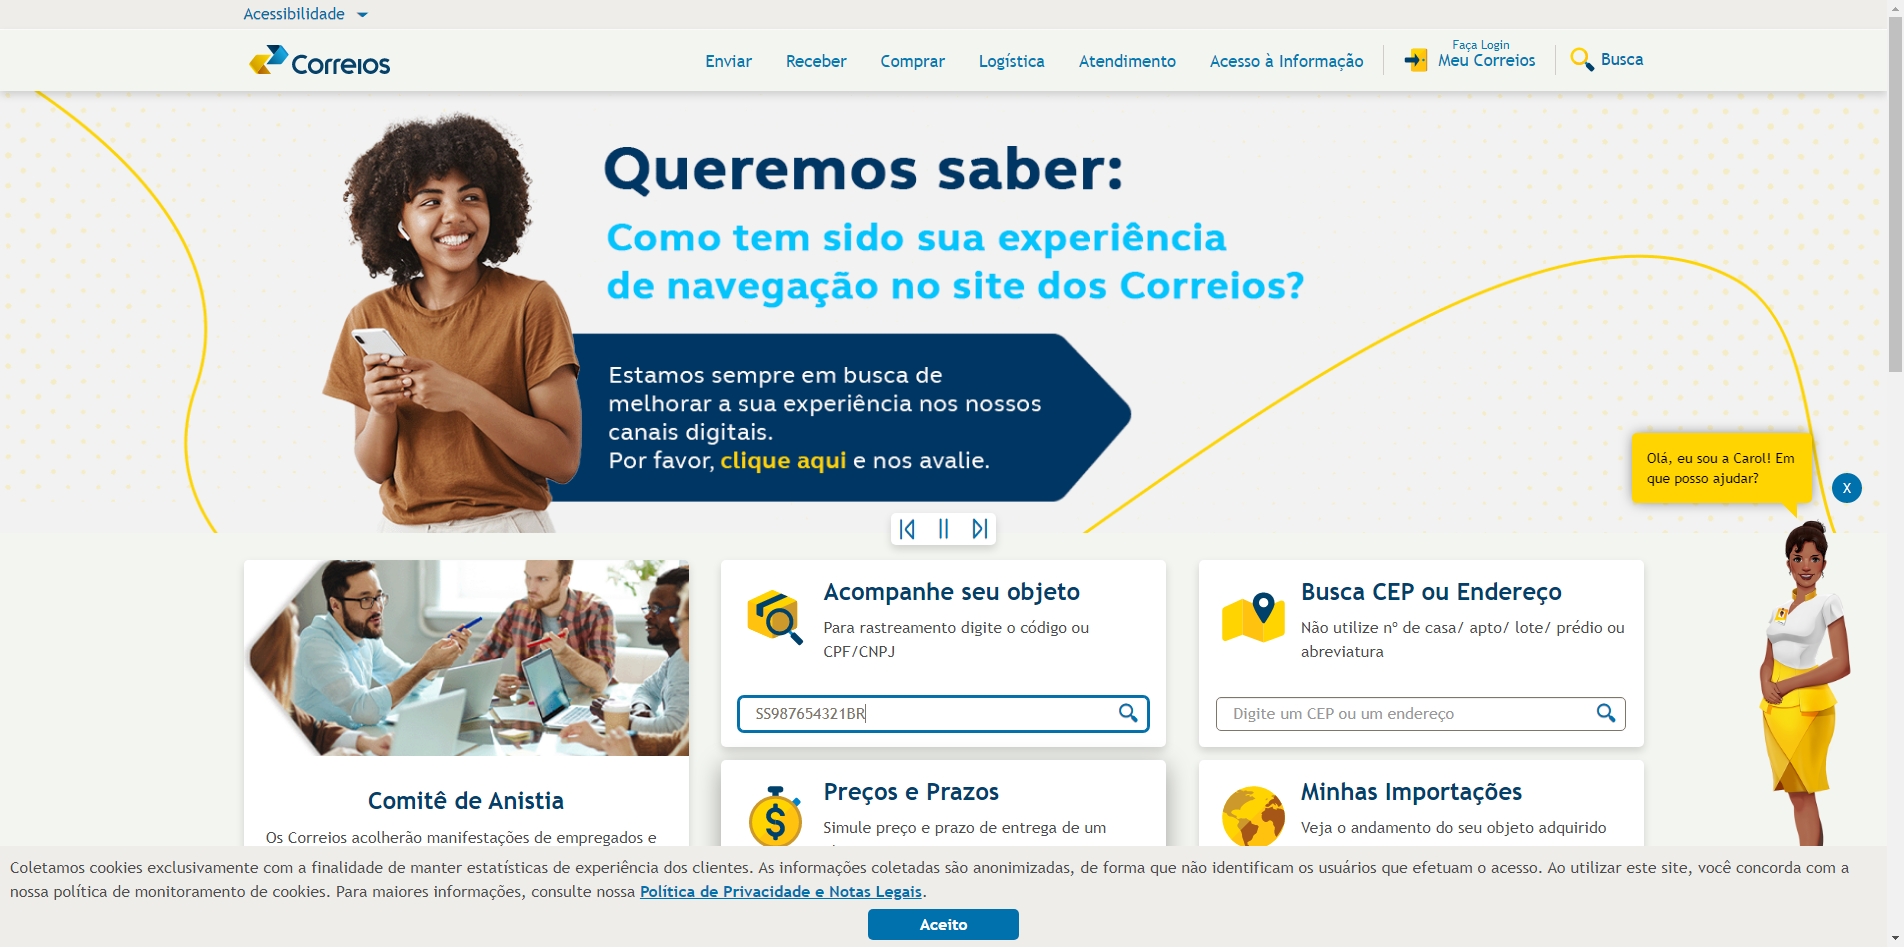 Acessibilidade
Correios
Enviar
Receber
Comprar
Logística
Atendimento
Acesso à Informação
Faça Login
Meu Correios
Busca
Queremos saber:
Como tem sido sua experiência
de navegação no site dos Correios?
Estamos sempre em busca de
melhorar a sua experiência nos nossos
canais digitais.
Por favor, clique aqui e nos avalie.
Olá, eu sou a Carol! Em
que posso ajudar?
X
Comitê de Anistia
Os Correios acolherão manifestações de empregados e
Acompanhe seu objeto
Para rastreamento digite o código ou
CPF/CNPJ
SS987654321BR
Busca CEP ou Endereço
Não utilize nº de casa/ apto/ lote/ prédio ou
abreviatura
Digite um CEP ou um endereço
Preços e Prazos
Simule preço e prazo de entrega de um
Minhas Importações
Veja o andamento do seu objeto adquirido
Coletamos cookies exclusivamente com a finalidade de manter estatísticas de experiência dos clientes. As informações coletadas são anonimizadas, de forma que não identificam os usuários que efetuam o acesso. Ao utilizar este site, você concorda com a
nossa política de monitoramento de cookies. Para maiores informações, consulte nossa Política de Privacidade e Notas Legais.
Aceito